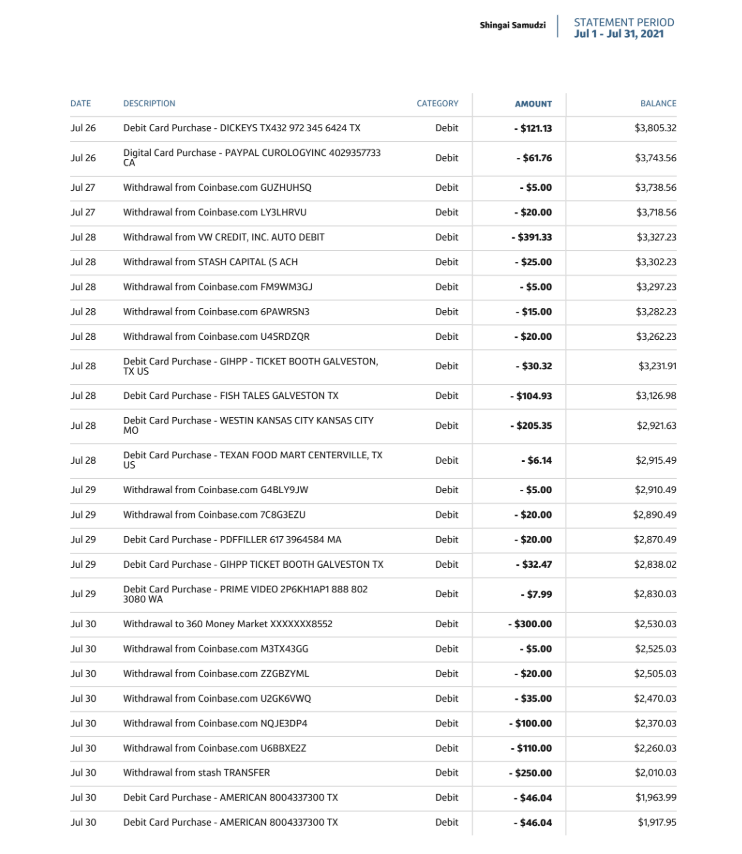 Shingai Samudzi
STATEMENT PERIOD
Jul 1 - Jul 31, 2021
DATE DESCRIPTION CATEGORY AMOUNT BALANCE
Jul 26 Debit Card Purchase - DICKEYS TX432 972 345 6424 TX Debit - $121.13 $3,805.32
Jul 26 Digital Card Purchase - PAYPAL CUROLOGYINC 4029357733
CA Debit - $61.76 $3,743.56
Jul 27 Withdrawal from Coinbase.com GUZHUHSQ Debit - $5.00 $3,738.56
Jul 27 Withdrawal from Coinbase.com LY3LHRVU Debit - $20.00 $3,718.56
Jul 28 Withdrawal from VW CREDIT, INC. AUTO DEBIT Debit - $391.33 $3,327.23
Jul 28 Withdrawal from STASH CAPITAL (S ACH Debit - $25.00 $3,302.23
Jul 28 Withdrawal from Coinbase.com FM9WM3GJ Debit - $5.00 $3,297.23
Jul 28 Withdrawal from Coinbase.com 6PAWRSN3 Debit - $15.00 $3,282.23
Jul 28 Withdrawal from Coinbase.com U4SRDZQR Debit - $20.00 $3,262.23
Jul 28 Debit Card Purchase - GIHPP - TICKET BOOTH GALVESTON,
TX US Debit - $30.32 $3,231.91
Jul 28 Debit Card Purchase - FISH TALES GALVESTON TX Debit - $104.93 $3,126.98
Jul 28 Debit Card Purchase - WESTIN KANSAS CITY KANSAS CITY
MO Debit - $205.35 $2,921.63
Jul 28 Debit Card Purchase - TEXAN FOOD MART CENTERVILLE, TX
US Debit - $6.14 $2,915.49
Jul 29 Withdrawal from Coinbase.com G4BLY9JW Debit - $5.00 $2,910.49
Jul 29 Withdrawal from Coinbase.com 7C8G3EZU Debit - $20.00 $2,890.49
Jul 29 Debit Card Purchase - PDFFILLER 617 3964584 MA Debit - $20.00 $2,870.49
Jul 29 Debit Card Purchase - GIHPP TICKET BOOTH GALVESTON TX Debit - $32.47 $2,838.02
Jul 29 Debit Card Purchase - PRIME VIDEO 2P6KH1AP1 888 802
3080 WA Debit - $7.99 $2,830.03
Jul 30 Withdrawal to 360 Money Market XXXXXXX8552 Debit - $300.00 $2,530.03
Jul 30 Withdrawal from Coinbase.com M3TX43GG Debit - $5.00 $2,525.03
Jul 30 Withdrawal from Coinbase.com ZZGBZYML Debit - $20.00 $2,505.03
Jul 30 Withdrawal from Coinbase.com U2GK6VWQ Debit - $35.00 $2,470.03
Jul 30 Withdrawal from Coinbase.com NQJE3DP4 Debit - $100.00 $2,370.03
Jul 30 Withdrawal from Coinbase.com U6BBXE2Z Debit - $110.00 $2,260.03
Jul 30 Withdrawal from stash TRANSFER Debit - $250.00 $2,010.03
Jul 30 Debit Card Purchase - AMERICAN 8004337300 TX Debit - $46.04 $1,963.99
Jul 30 Debit Card Purchase - AMERICAN 8004337300 TX Debit - $46.04 $1,917.95